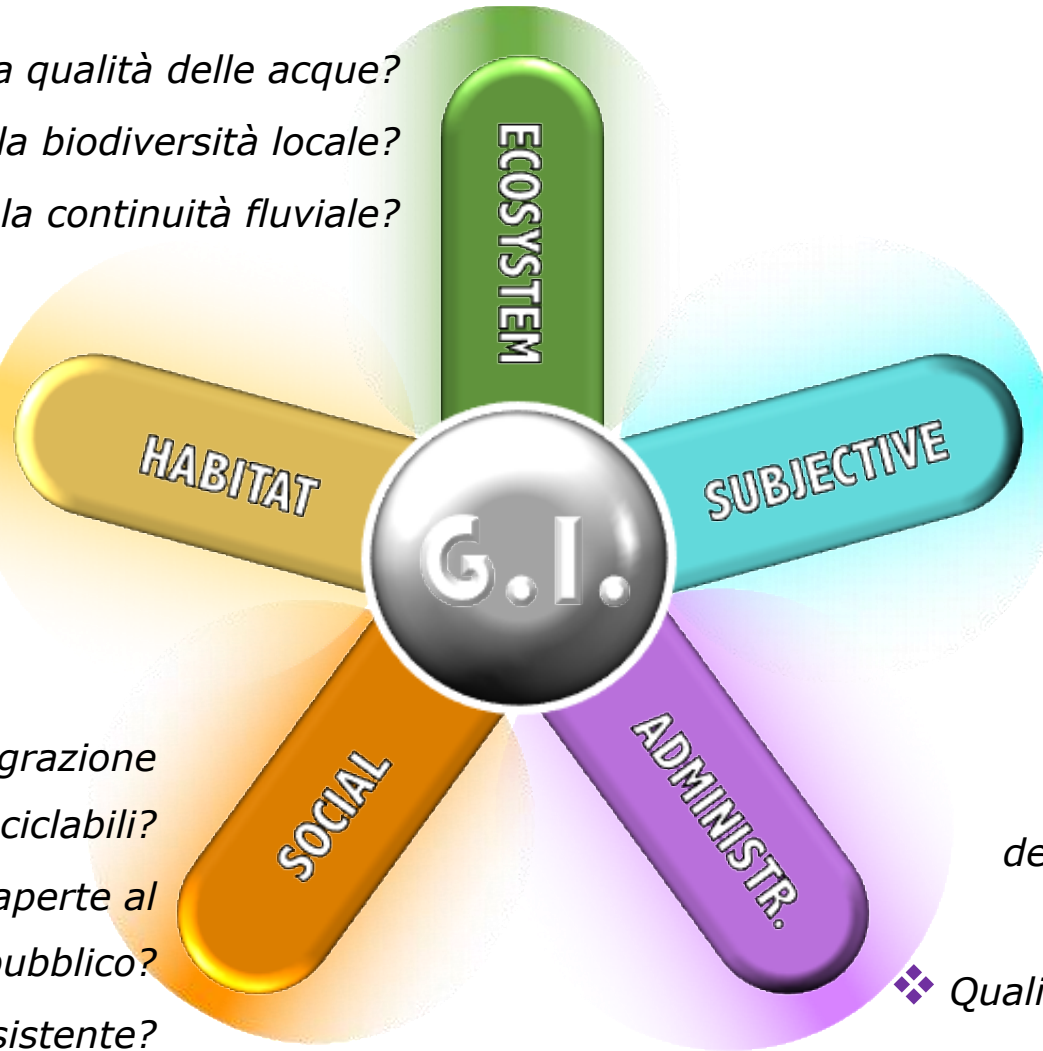 a qualità delle acque?
la biodiversità locale?
la continuità fluviale?
ECOSYSTEM
HABITAT
SUBJECTIVE
G.I.
SOCIAL
ADMINISTR.
grazione
ciclabili?
aperte al
pubblico?
sistente?
de
Quali